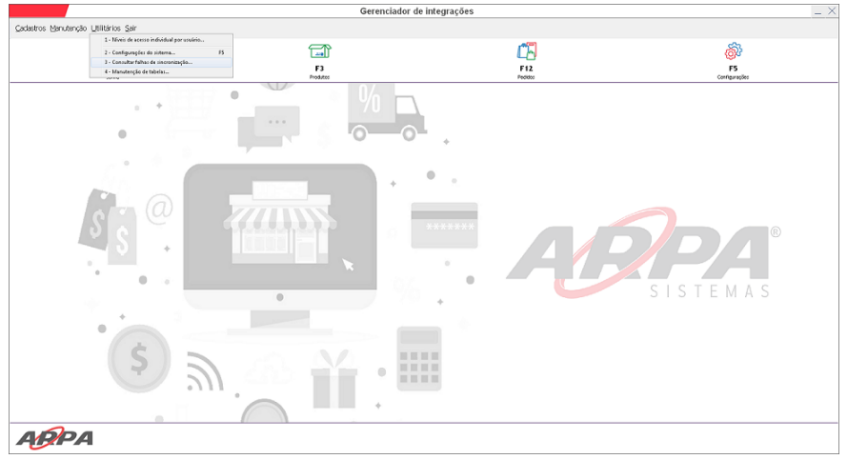 Gerenciador de integrações
Cadastros Manutenção Utilitários Sair
1 - Níveis de acesso individual por usuário...
2 - Configurações do sistema... F5
3 - Consultar falhas de sincronização...
4 - Manutenção de tabelas...
F3
Produtos
F12
Pedidos
F5
Configurações
%
@
$
$
%
$
ARPA®
SISTEMAS
ARPA